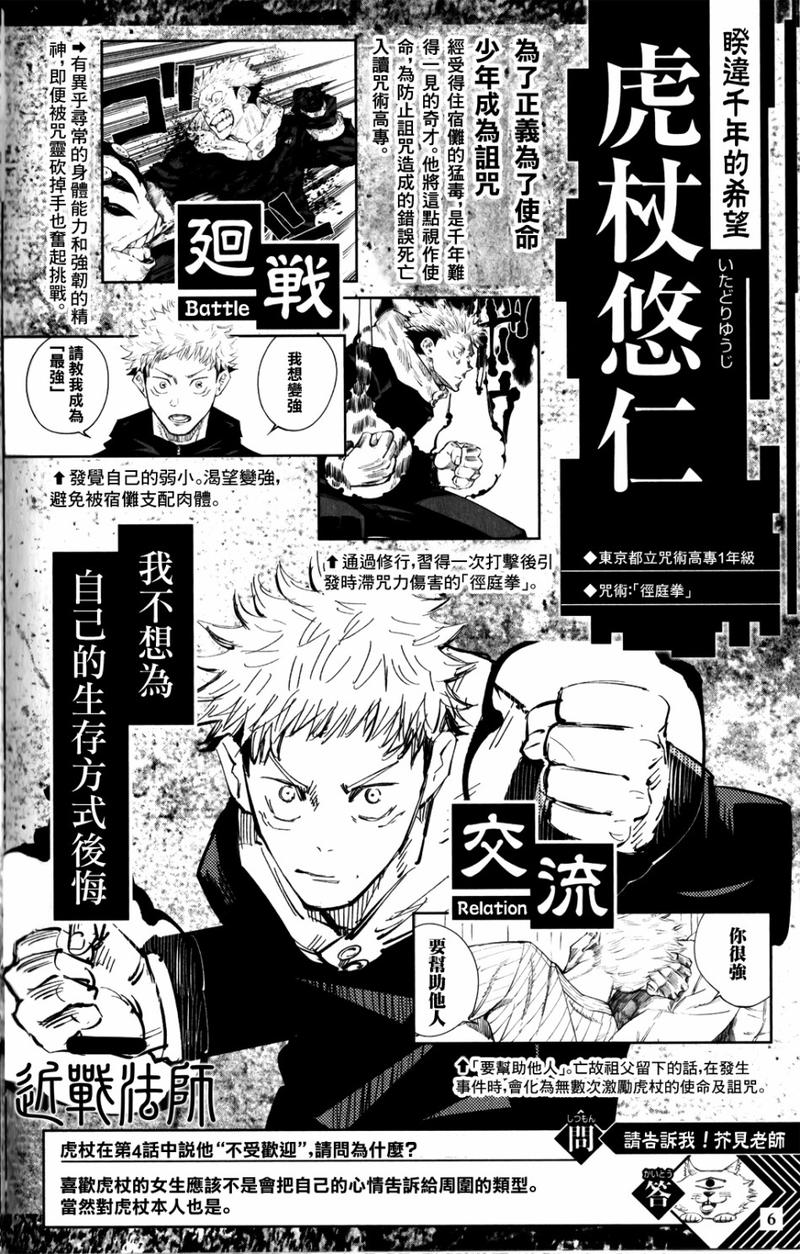 睽違千年的希望
虎杖悠仁
いたどりゆうじ
◆東京都立咒術高專1年級
◆咒術:「徑庭拳」
為了正義為了使命
少年成為詛咒
經受得住宿儺的猛毒，是千年難
得一見的奇才。他將這點視作使
命，為防止詛咒造成的錯誤死亡
入讀咒術高專。
ゴッ
➡有異乎尋常的身體能力和強韌的精
神，即便被咒靈砍掉手也奮起挑戰。
廻戰
Battle
我想變強
請教我成為
「最強」
⬆發覺自己的弱小。渴望變強，
避免被宿儺支配肉體。
⬆通過修行，習得一次打擊後引
發時滯咒力傷害的「徑庭拳」。
我不想為
自己的生存方式後悔
交流
Relation
你很強
要幫助他人
⬆「要幫助他人」。亡故祖父留下的話，在發生
事件時，會化為無數次激勵虎杖的使命及詛咒。
近戰法師
請告訴我！芥見老師
しつもん
問
虎杖在第4話中說他“不受歡迎”，請問為什麼？
かいとう
答
喜歡虎杖的女生應該不是會把自己的心情告訴給周圍的類型。
當然對虎杖本人也是。
6